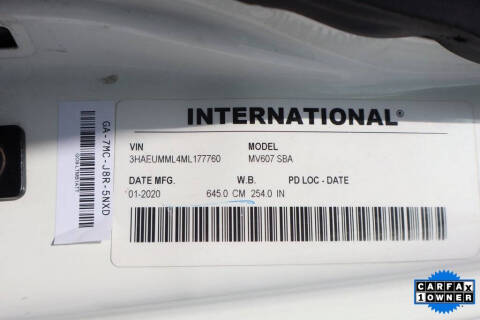 INTERNATIONAL®
VIN MODEL
3HAEUMML4ML177760 MV607 SBA
DATE MFG. W.B. PD LOC - DATE
01-2020 645.0 CM 254.0 IN
GA-7MC-J8R-5NXD
CARFAX
1 OWNER